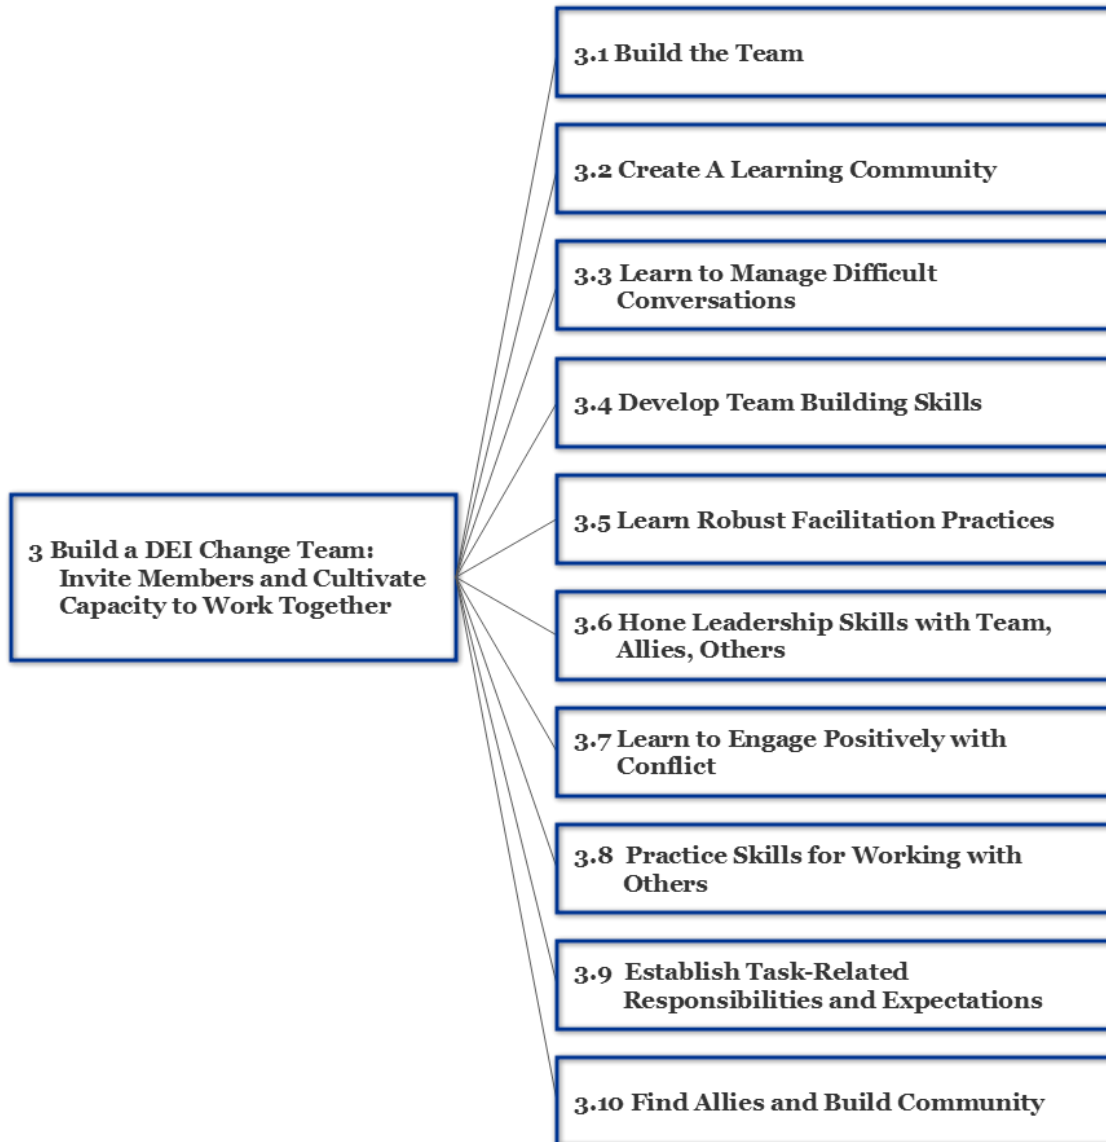 3.1 Build the Team
3.2 Create A Learning Community
3.3 Learn to Manage Difficult
Conversations
3.4 Develop Team Building Skills
3 Build a DEI Change Team:
Invite Members and Cultivate
Capacity to Work Together
3.5 Learn Robust Facilitation Practices
3.6 Hone Leadership Skills with Team,
Allies, Others
3.7 Learn to Engage Positively with
Conflict
3.8 Practice Skills for Working with
Others
3.9 Establish Task-Related
Responsibilities and Expectations
3.10 Find Allies and Build Community